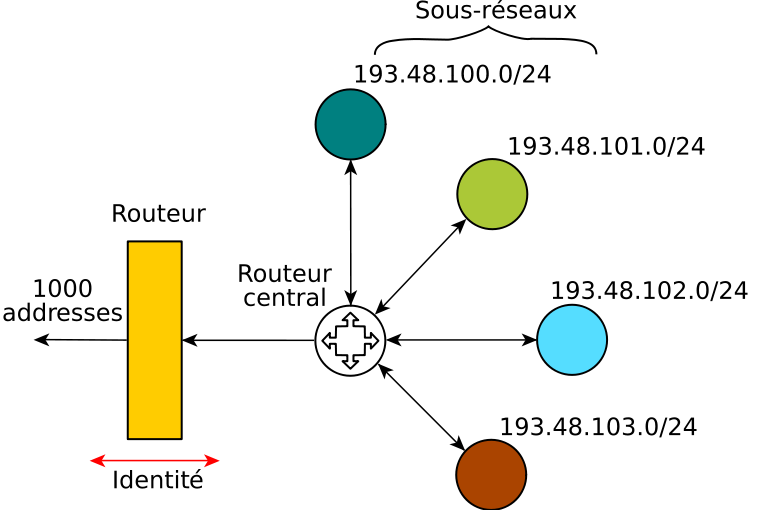 Sous-réseaux
193.48.100.0/24
193.48.101.0/24
Routeur
Routeur
central
1000
addresses
193.48.102.0/24
193.48.103.0/24
Identité